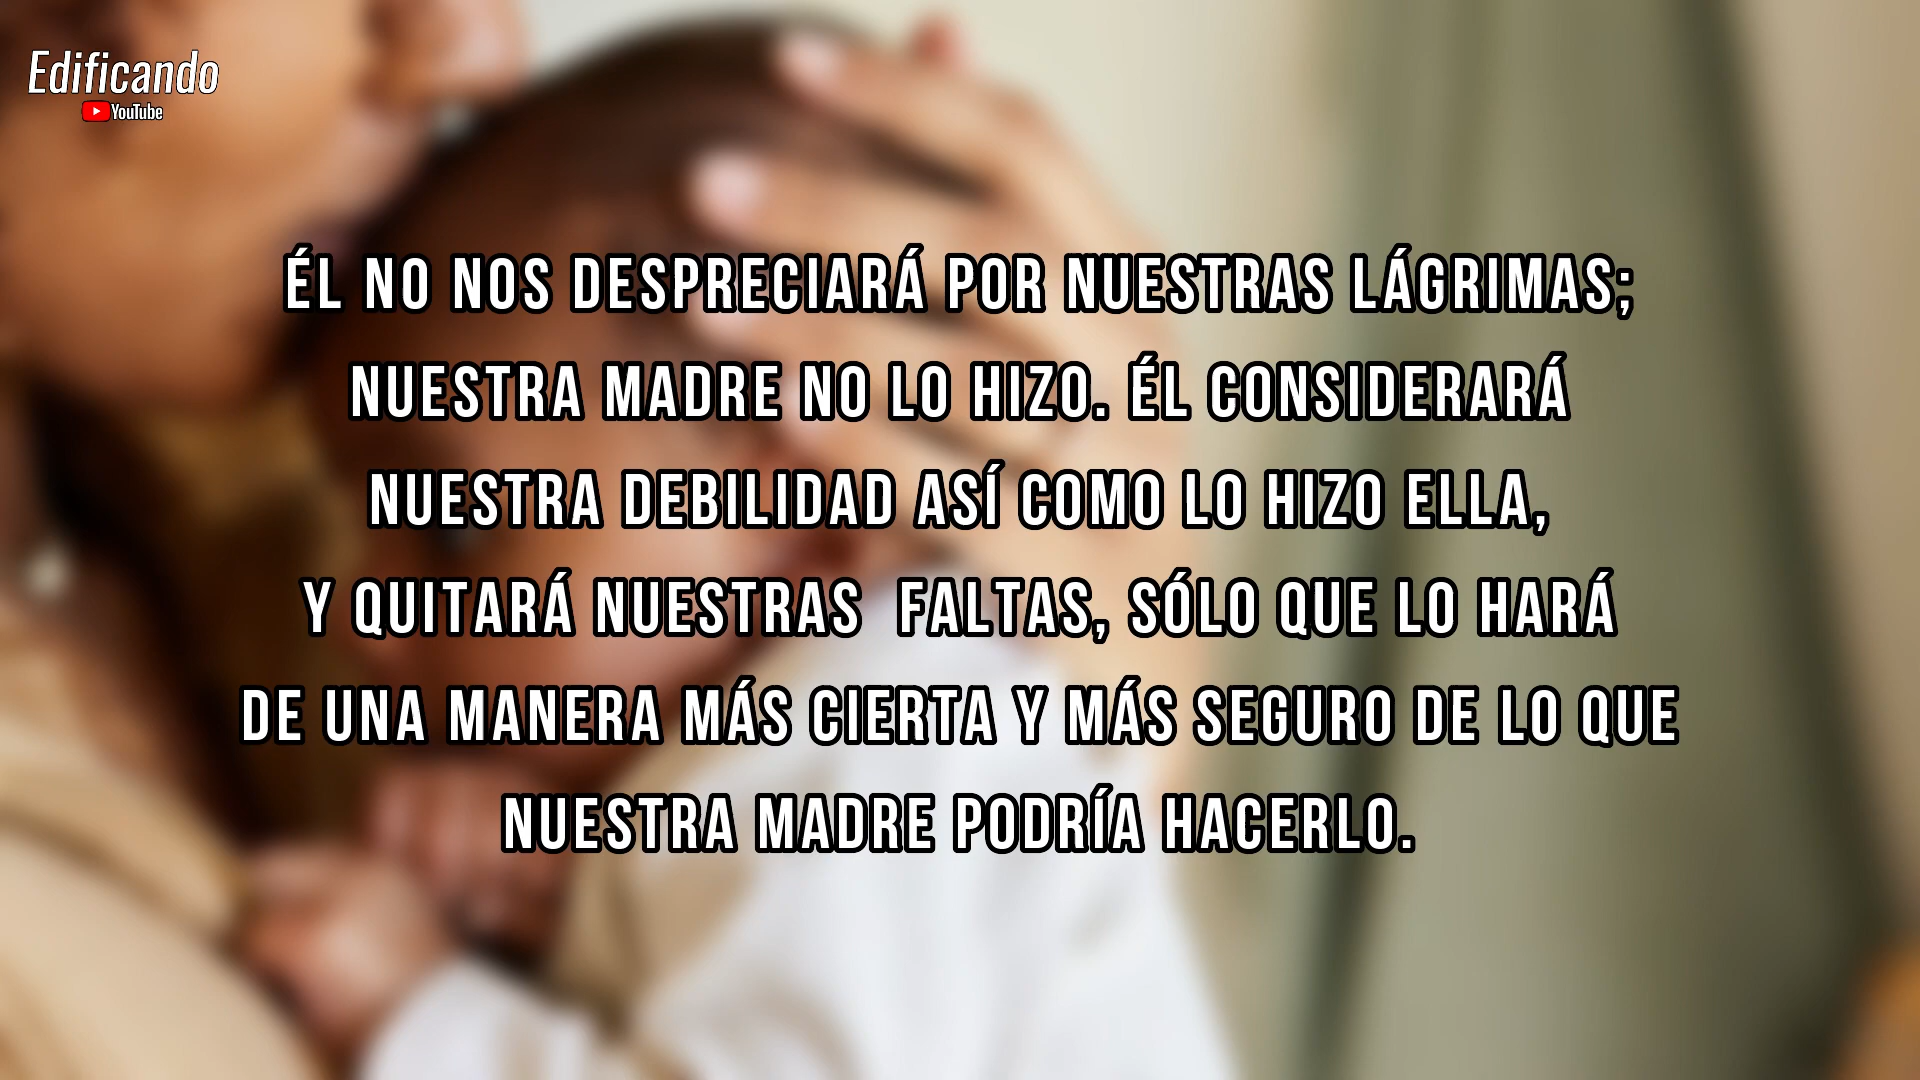 Edificando
YouTube
ÉL NO NOS DESPRECIARÁ POR NUESTRAS LÁGRIMAS;
NUESTRA MADRE NO LO HIZO. ÉL CONSIDERARÁ
NUESTRA DEBILIDAD ASÍ COMO LO HIZO ELLA,
Y QUITARÁ NUESTRAS  FALTAS, SÓLO QUE LO HARÁ
DE UNA MANERA MÁS CIERTA Y MÁS SEGURO DE LO QUE
NUESTRA MADRE PODRÍA HACERLO.